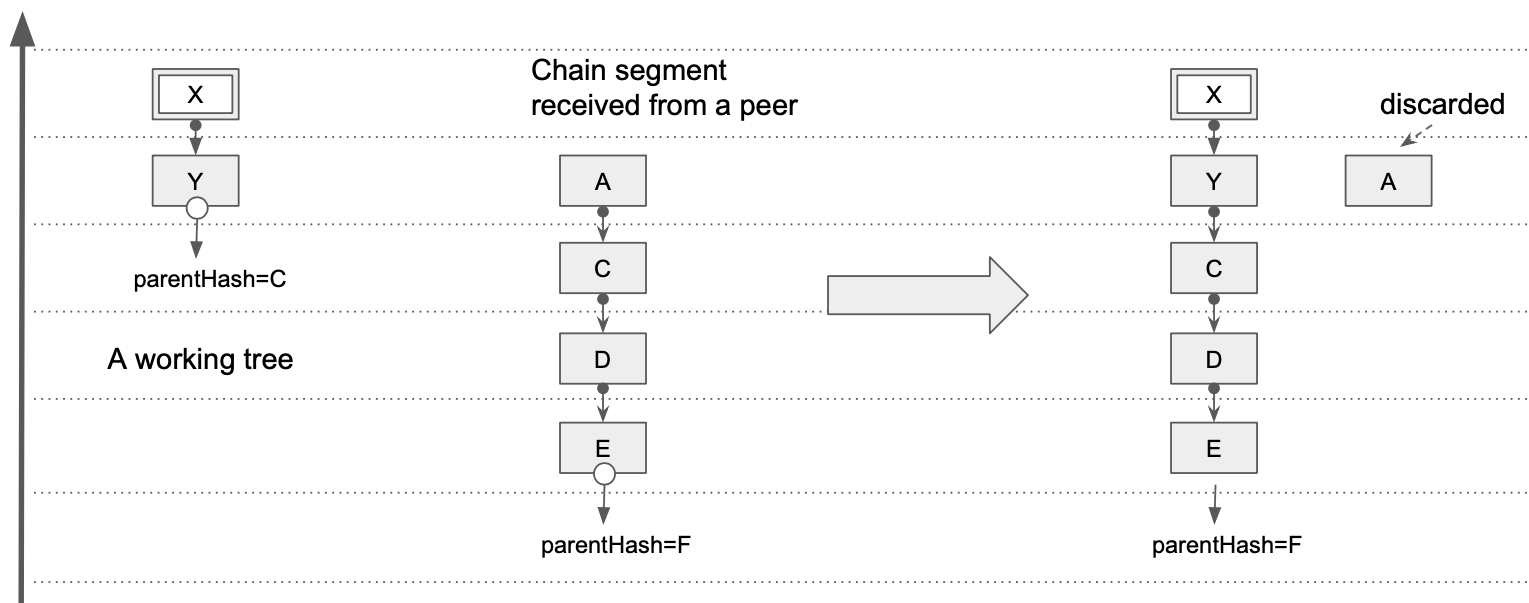 X
Y
parentHash=C
A working tree
Chain segment
received from a peer
A
C
D
E
parentHash=F
X
discarded
Y
A
C
D
E
parentHash=F